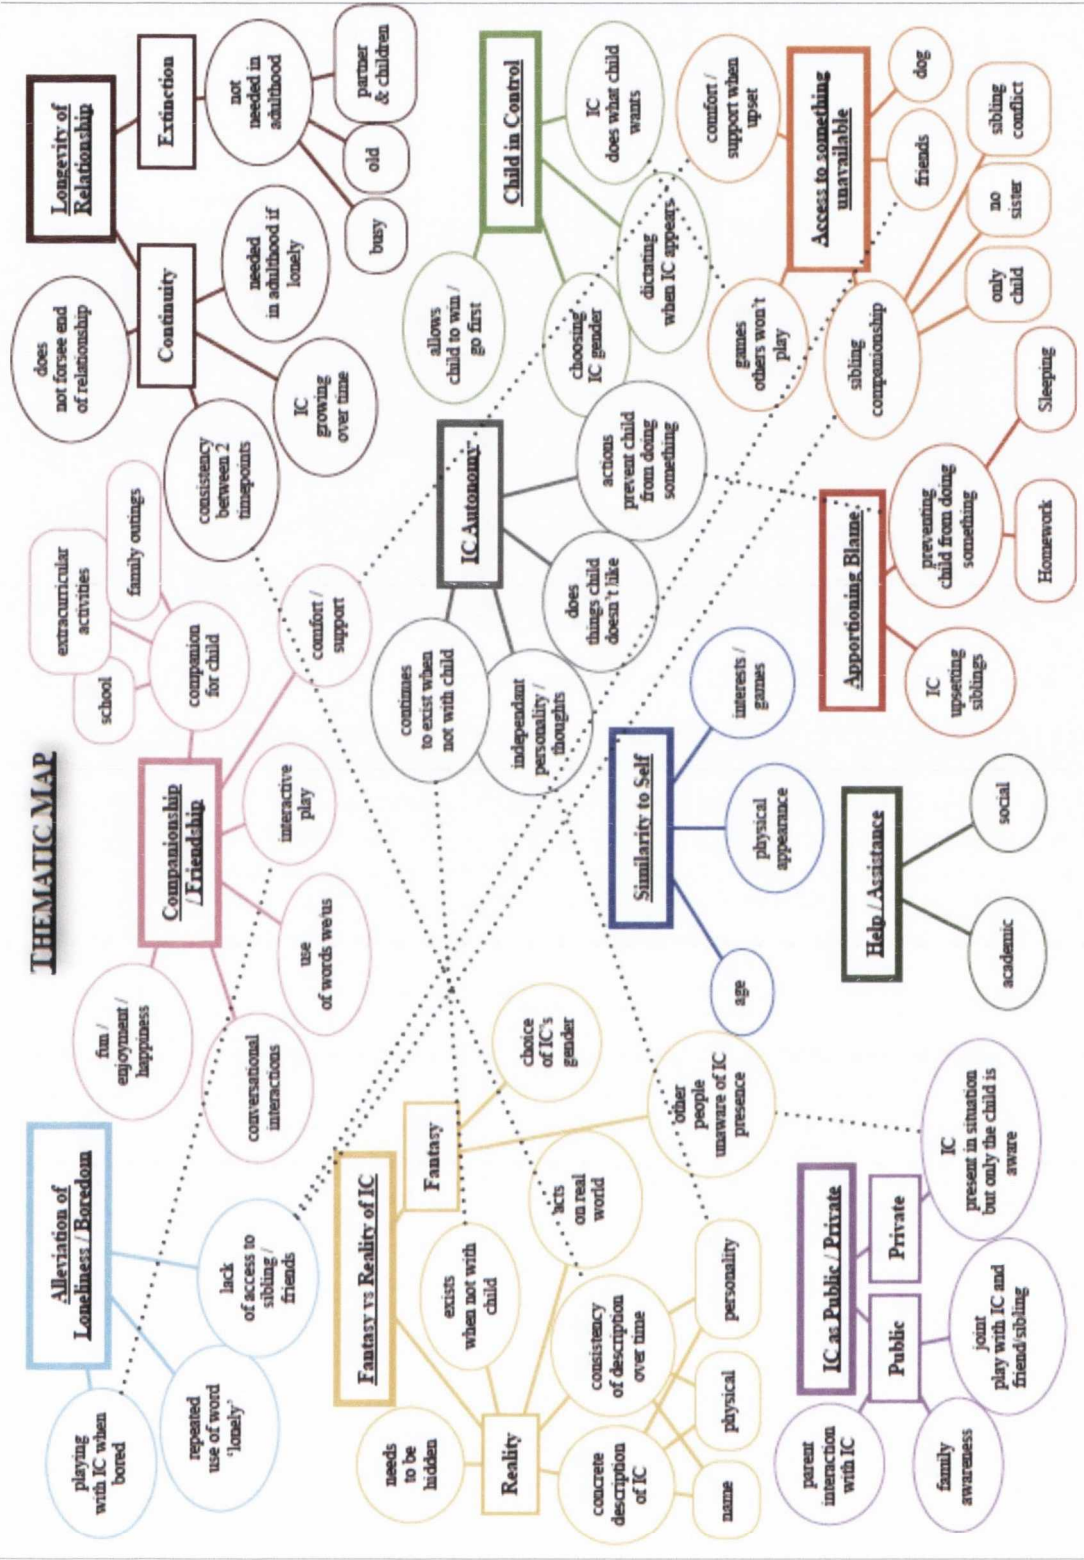 THEMATIC MAP
Alleviation of
Loneliness / Boredom
playing
with IC when
bored
repeated
use of word
'lonely'
lack
of access to
sibling /
friends
Companionship
/ Friendship
fun /
enjoyment /
happiness
conversational
interactions
use
of words we/us
interactive
play
comfort /
support
companion
for child
school
extracurricular
activities
family outings
Longevity of
Relationship
Continuity
does
not forsee end
of relationship
consistency
between 2
timepoints
IC
growing
over time
needed
in adulthood if
lonely
Extinction
not
needed in
adulthood
busy
old
partner
& children
Fantasy vs Reality of IC
Reality
needs
to be
hidden
exists
when not with
child
acts
on real
world
consistency
of description
over time
concrete
description
of IC
name
physical
personality
Fantasy
choice
of IC's
gender
other
people
unaware of IC
presence
IC Autonomy
continues
to exist when
not with child
independant
personality /
thoughts
does
things child
doesn't like
actions
prevent child
from doing
something
Child in Control
allows
child to win /
go first
choosing
IC gender
dictating
when IC appears
IC
does what child
wants
Similarity to Self
age
physical
appearance
interests /
games
Access to something
unavailable
comfort /
support when
upset
games
others won't
play
sibling
companionship
friends
dog
only
child
no
sister
sibling
conflict
IC as Public / Private
Public
Private
parent
interaction
with IC
family
awareness
joint
play with IC and
friend/sibling
IC
present in situation
but only the child is
aware
Help / Assistance
academic
social
Apportioning Blame
IC
upsetting
siblings
preventing
child from doing
something
Homework
Sleeping